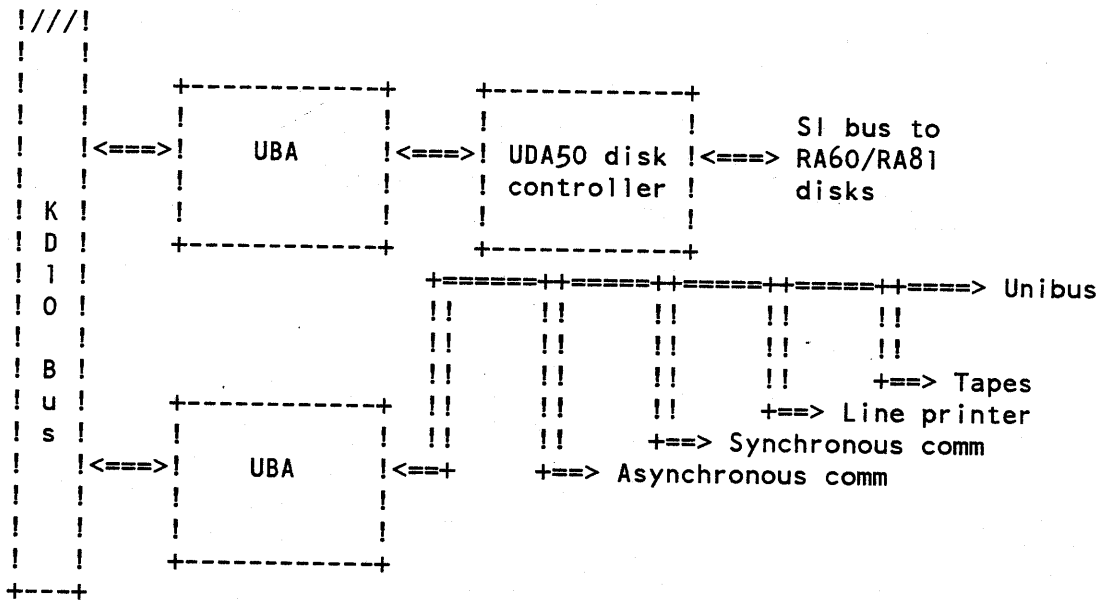 UBA
UDA50 disk
controller
SI bus to
RA60/RA81
disks
KD10 Bus
Unibus
Tapes
Line printer
Synchronous comm
UBA
Asynchronous comm